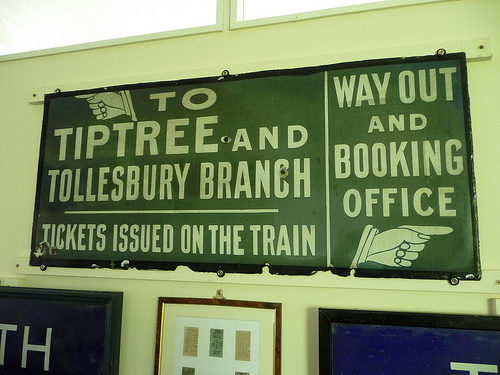 TO
TIPTREE AND
TOLLESBURY BRANCH
TICKETS ISSUED ON THE TRAIN
WAY OUT
AND
BOOKING
OFFICE
TH
T